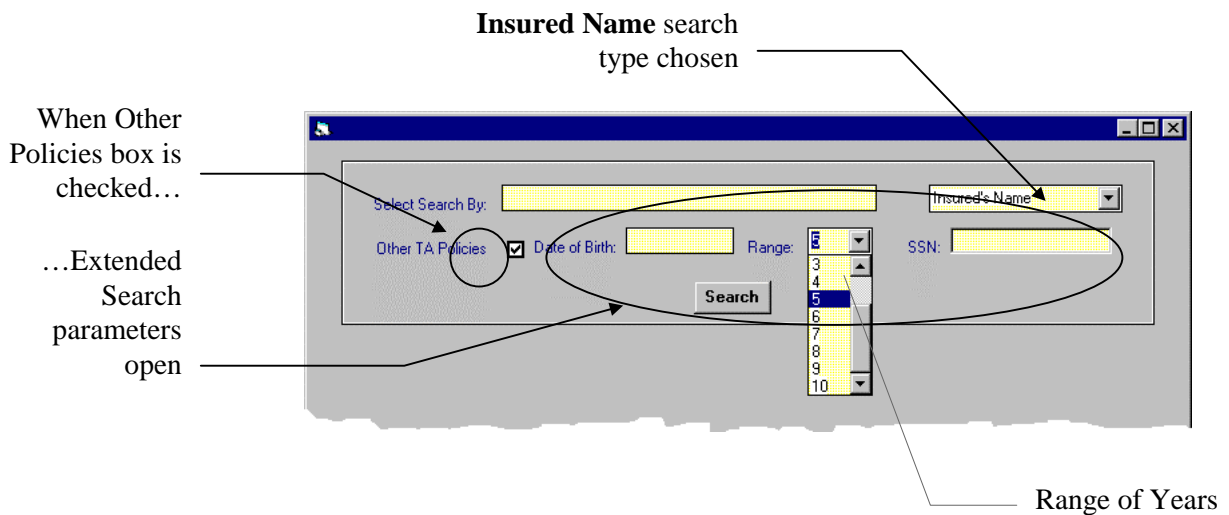 Insured Name search
type chosen
When Other
Policies box is
checked…
…Extended
Search
parameters
open
Select Search By:
Insured's Name
Other TA Policies
Date of Birth:
Range:
5
SSN:
3
4
5
6
7
8
9
10
Search
Range of Years